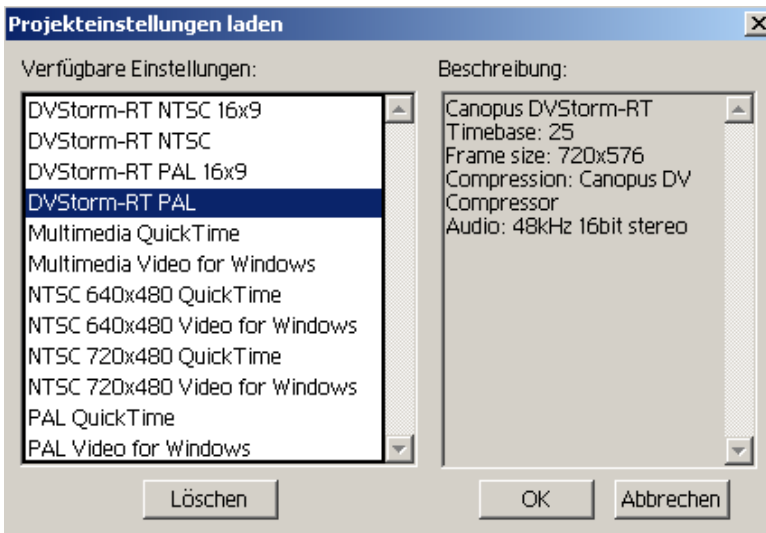 Projekteinstellungen laden
Verfügbare Einstellungen:
DVStorm-RT NTSC 16x9
DVStorm-RT NTSC
DVStorm-RT PAL 16x9
DVStorm-RT PAL
Multimedia QuickTime
Multimedia Video for Windows
NTSC 640x480 QuickTime
NTSC 640x480 Video for Windows
NTSC 720x480 QuickTime
NTSC 720x480 Video for Windows
PAL QuickTime
PAL Video for Windows
Löschen
Beschreibung:
Canopus DVStorm-RT
Timebase: 25
Frame size: 720x576
Compression: Canopus DV
Compressor
Audio: 48kHz 16bit stereo
OK
Abbrechen